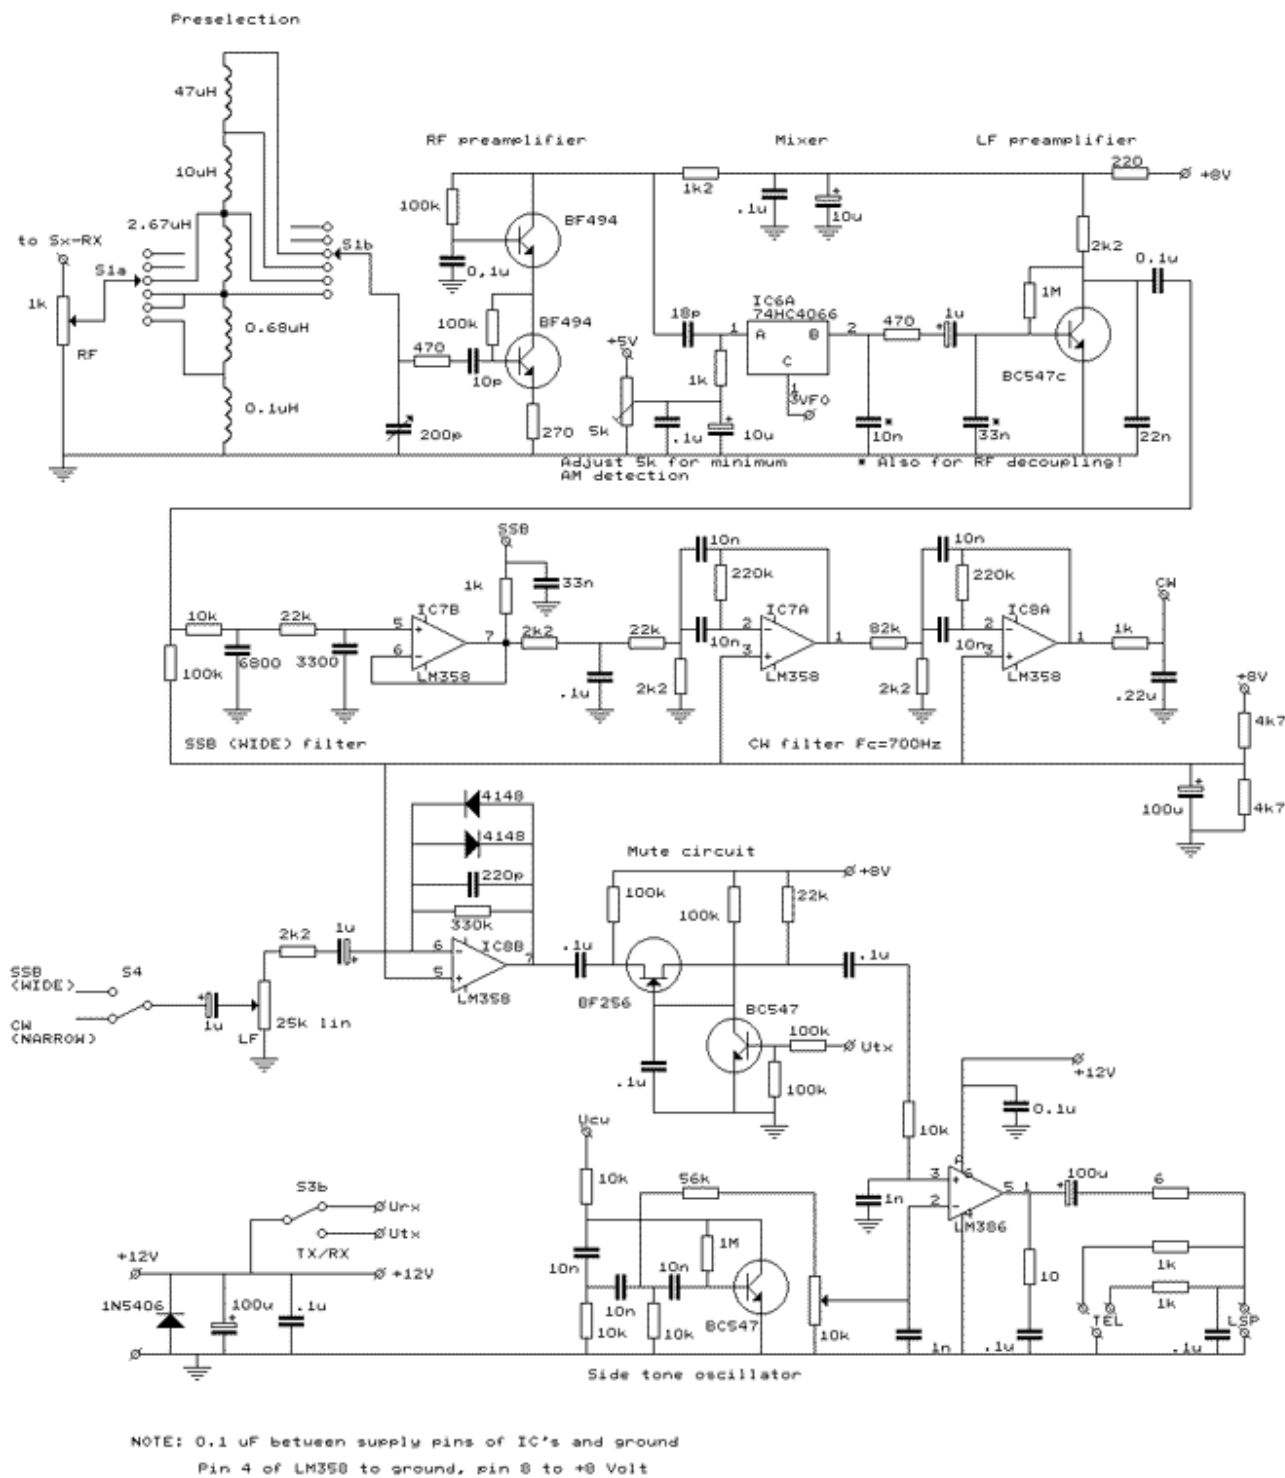 Preselection
47uH
RF preamplifier
Mixer
LF preamplifier
220
+8V
10uH
1k2
100k
BF494
.1u
+
10u
2k2
2.67uH
to Sx-RX
S1b
0,1u
0.1u
S1a
1M
IC6A
74HC4066
1k
100k
BF494
18p
1
A
B
2
470
+
1u
0.68uH
+5V
C
RF
470
10p
1k
BC547c
1
3
VFO
0.1uH
200p
270
5k
.1u
+
10u
*
10n
*
33n
22n
Adjust 5k for minimum
AM detection
* Also for RF decoupling!
SSB
10n
10n
1k
33n
220k
220k
CW
10k
22k
IC7B
IC7A
IC8A
5
+
7
2k2
22k
2
-
1
82k
2
-
1
1k
6
-
10n
3
+
10n
3
+
100k
6800
3300
LM358
.1u
2k2
LM358
2k2
LM358
.22u
+8V
4k7
SSB (WIDE) filter
CW filter Fc=700Hz
+
100u
4k7
4148
4148
Mute circuit
220p
+8V
100k
100k
22k
330k
1u
2k2
+
6
-
IC8B
7
.1u
.1u
SSB
(WIDE)
S4
5
+
LM358
BF256
BC547
+
1u
25k lin
CW
(NARROW)
LF
100k
Utx
.1u
100k
+12V
Ucw
0.1u
10k
10k
56k
8
6
100u
+
6
S3b
3
+
5
1
Urx
1n
2
-
4
LM386
Utx
1M
TX/RX
1k
+12V
10n
10n
10
+12V
1k
1N5406
100u
+
.1u
10n
TEL
LSP
10k
10k
BC547
10k
1n
.1u
.1u
Side tone oscillator
NOTE: 0.1 uF between supply pins of IC's and ground
Pin 4 of LM358 to ground, pin 8 to +8 Volt